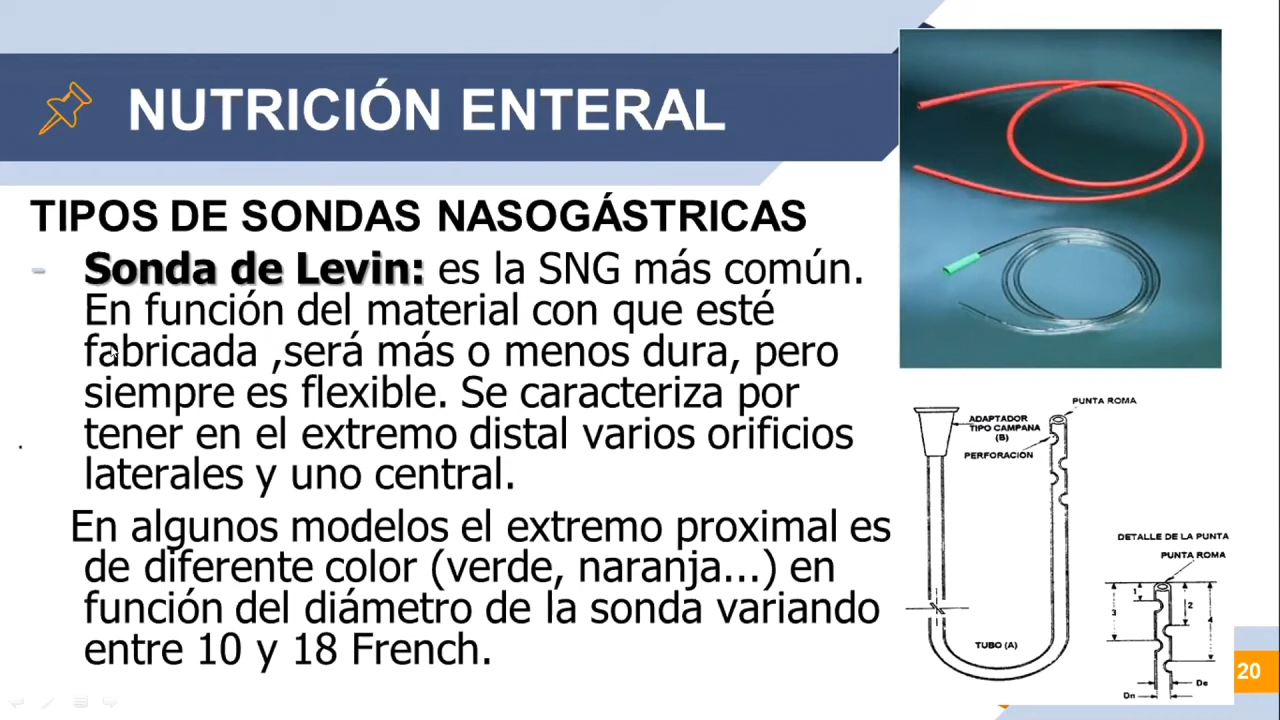 NUTRICIÓN ENTERAL
TIPOS DE SONDAS NASOGÁSTRICAS
- Sonda de Levin: es la SNG más común.
En función del material con que esté
fabricada ,será más o menos dura, pero
siempre es flexible. Se caracteriza por
tener en el extremo distal varios orificios
laterales y uno central.
En algunos modelos el extremo proximal es
de diferente color (verde, naranja...) en
función del diámetro de la sonda variando
entre 10 y 18 French.
PUNTA ROMA
ADAPTADOR
TIPO CAMPANA
(B)
PERFORACION
DETALLE DE LA PUNTA
PUNTA ROMA
1
2
3
4
TUBO (A)
De
Dn
20